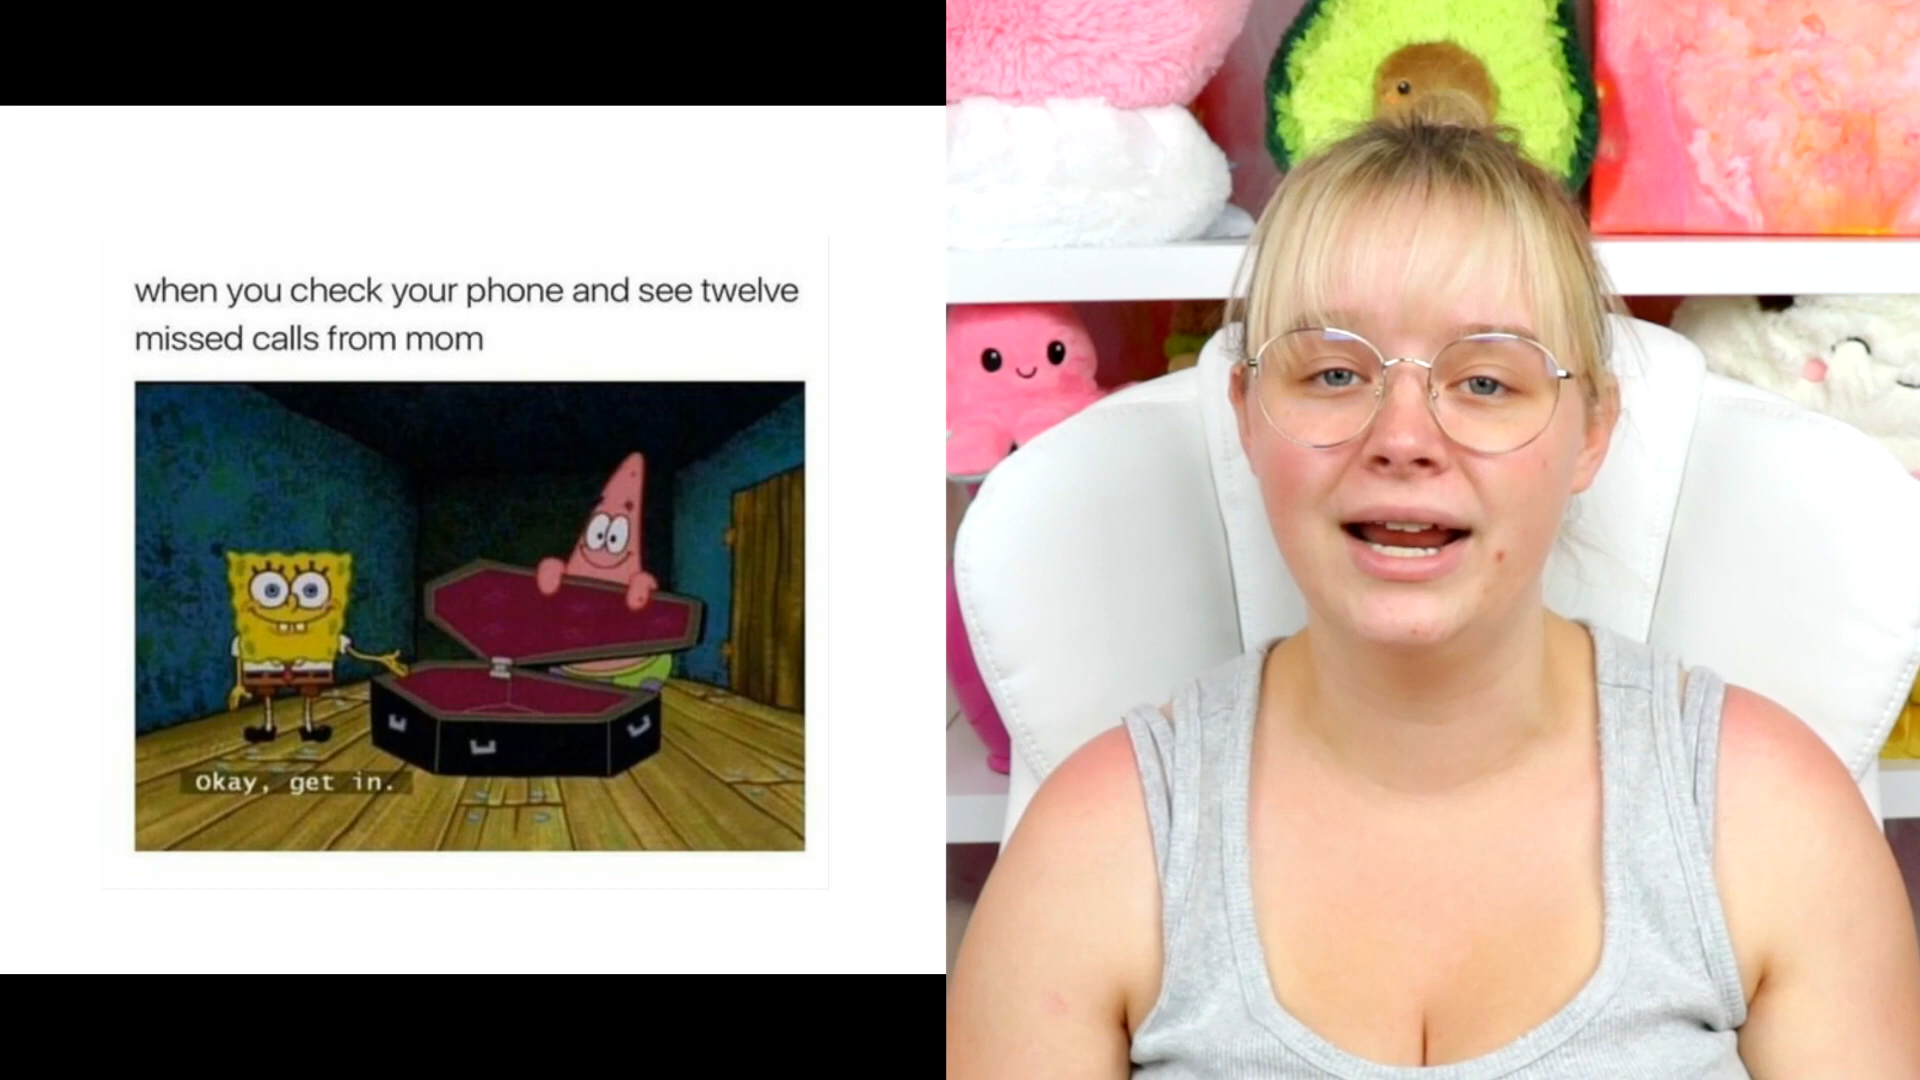 when you check your phone and see twelve
missed calls from mom
Okay, get in.